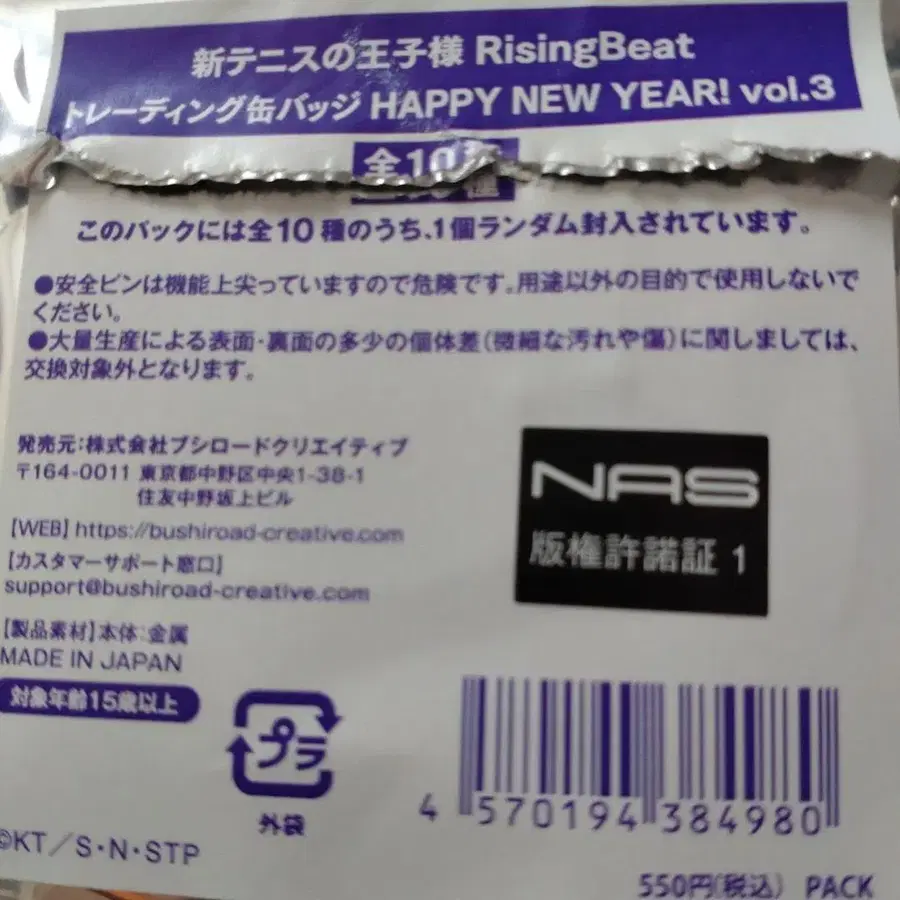 新テニスの王子様 RisingBeat
トレーディング缶バッジ HAPPY NEW YEAR! vol.3
全10種
このパックには全10種のうち、1個ランダム封入されています。
●安全ピンは機能上尖っていますので危険です。用途以外の目的で使用しないで
ください。
●大量生産による表面・裏面の多少の個体差(微細な汚れや傷)に関しましては、
交換対象外となります。
発売元:株式会社ブシロードクリエイティブ
〒164-0011 東京都中野区中央1-38-1
住友中野坂上ビル
【WEB】https://bushiroad-creative.com
【カスタマーサポート窓口】
support@bushiroad-creative.com
【製品素材】本体:金属
MADE IN JAPAN
対象年齢15歳以上
NAS
版権許諾証 1
プラ
外袋
4 570194 384980
©KT/S・N・STP
550円(税込) PACK